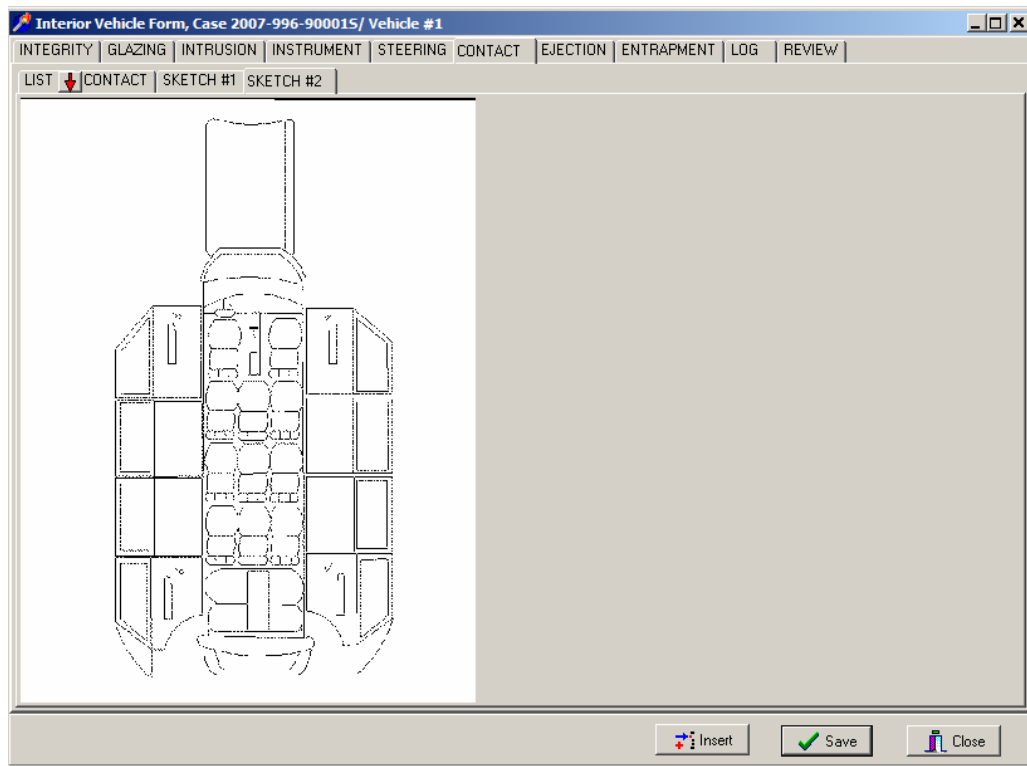 Interior Vehicle Form, Case 2007-996-90001S/ Vehicle #1
INTEGRITY GLAZING INTRUSION INSTRUMENT STEERING CONTACT EJECTION ENTRAPMENT LOG REVIEW
LIST CONTACT SKETCH #1 SKETCH #2
Insert Save Close